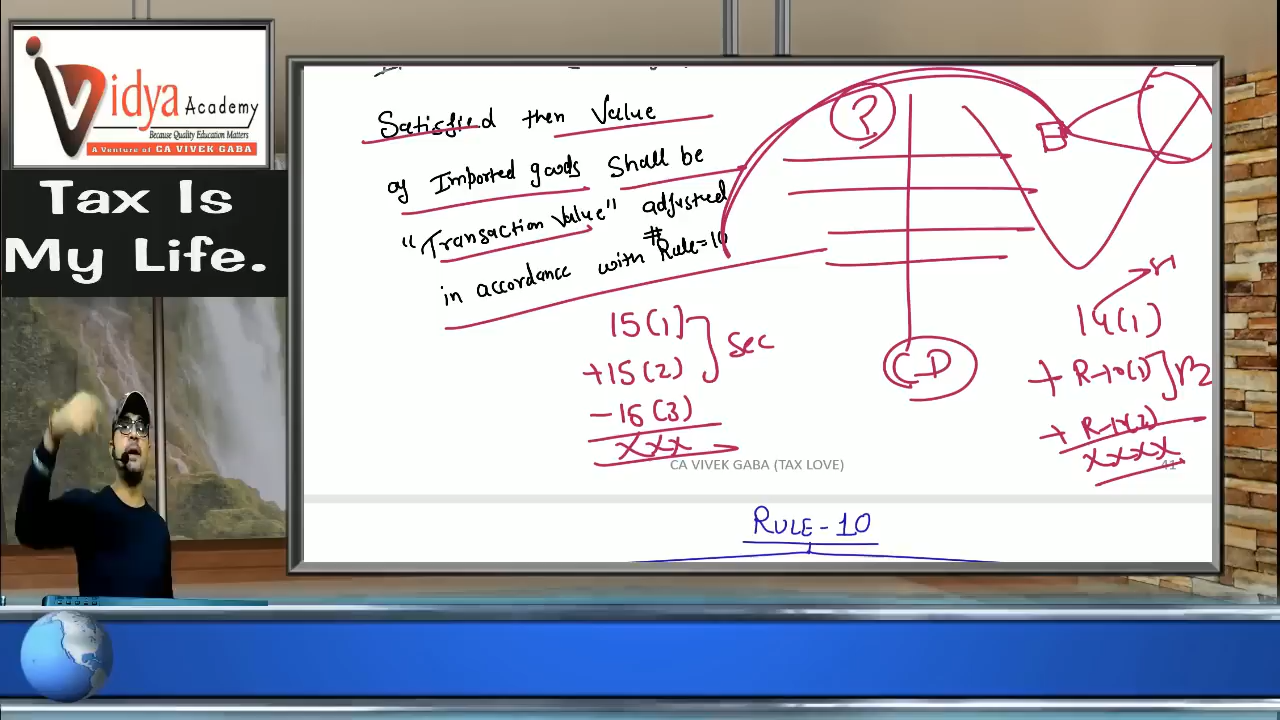 iVidya
Academy
Because Quality Education Matters
A Venture of CA VIVEK GABA
Tax Is
My Life.
Satisfied then Value
of Imported goods Shall be
"Transaction Value" adjusted
in accordance with # Rule=10
15(1)
+15(2)
Sec
-15(3)
XXX
?
CD
B
14(1)
+ R-10(1)
+ R-10(2)
XXXX
CA VIVEK GABA (TAX LOVE)
41
RULE-10